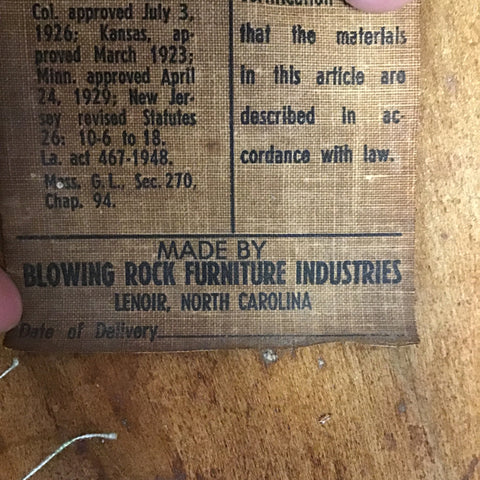 Col. approved July 3,
1926; Kansas, ap-
proved March 1923;
Minn. approved April
24, 1929; New Jer-
sey revised Statutes
26: 10-6 to 18.
La. act 467-1948.
Mass. G. L., Sec. 270,
Chap. 94.
that the materials
in this article are
described in ac-
cordance with law.
MADE BY
BLOWING ROCK FURNITURE INDUSTRIES
LENOIR, NORTH CAROLINA
Date of Delivery